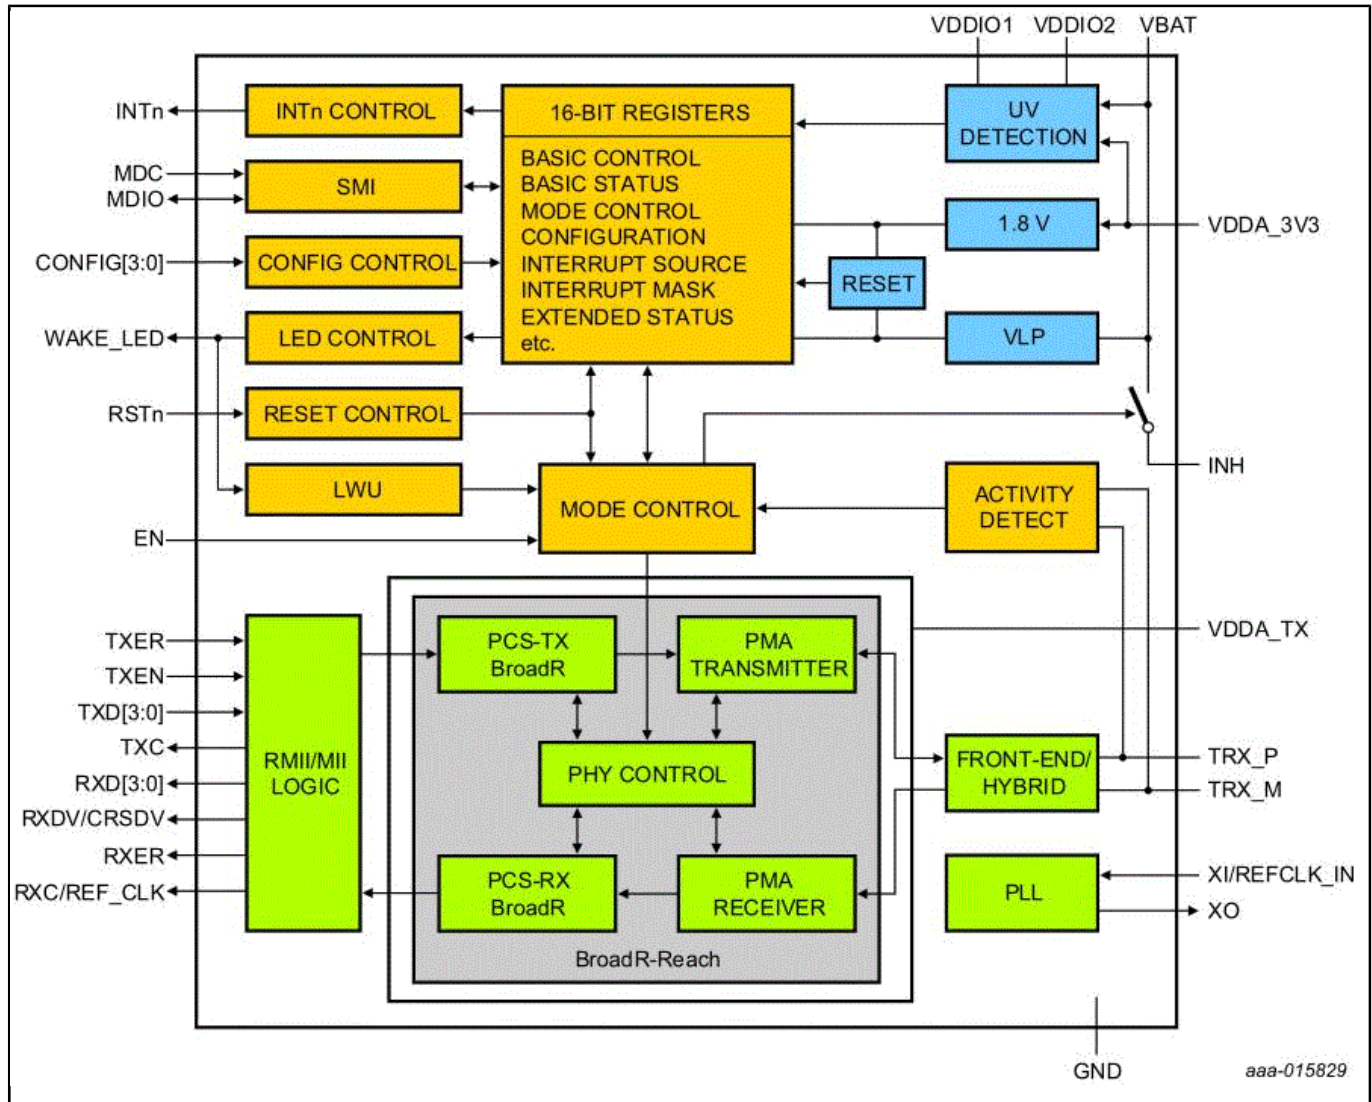 VDDIO1 VDDIO2 VBAT
INTn
INTn CONTROL
MDC
MDIO
SMI
CONFIG[3:0]
CONFIG CONTROL
WAKE_LED
LED CONTROL
RSTn
RESET CONTROL
LWU
EN
16-BIT REGISTERS
BASIC CONTROL
BASIC STATUS
MODE CONTROL
CONFIGURATION
INTERRUPT SOURCE
INTERRUPT MASK
EXTENDED STATUS
etc.
UV
DETECTION
1.8 V
VDDA_3V3
RESET
VLP
INH
MODE CONTROL
ACTIVITY
DETECT
TXER
TXEN
TXD[3:0]
TXC
RXD[3:0]
RXDV/CRSDV
RXER
RXC/REF_CLK
RMII/MII
LOGIC
PCS-TX
BroadR
PMA
TRANSMITTER
PHY CONTROL
PCS-RX
BroadR
PMA
RECEIVER
BroadR-Reach
VDDA_TX
FRONT-END/
HYBRID
TRX_P
TRX_M
PLL
XI/REFCLK_IN
XO
GND
aaa-015829